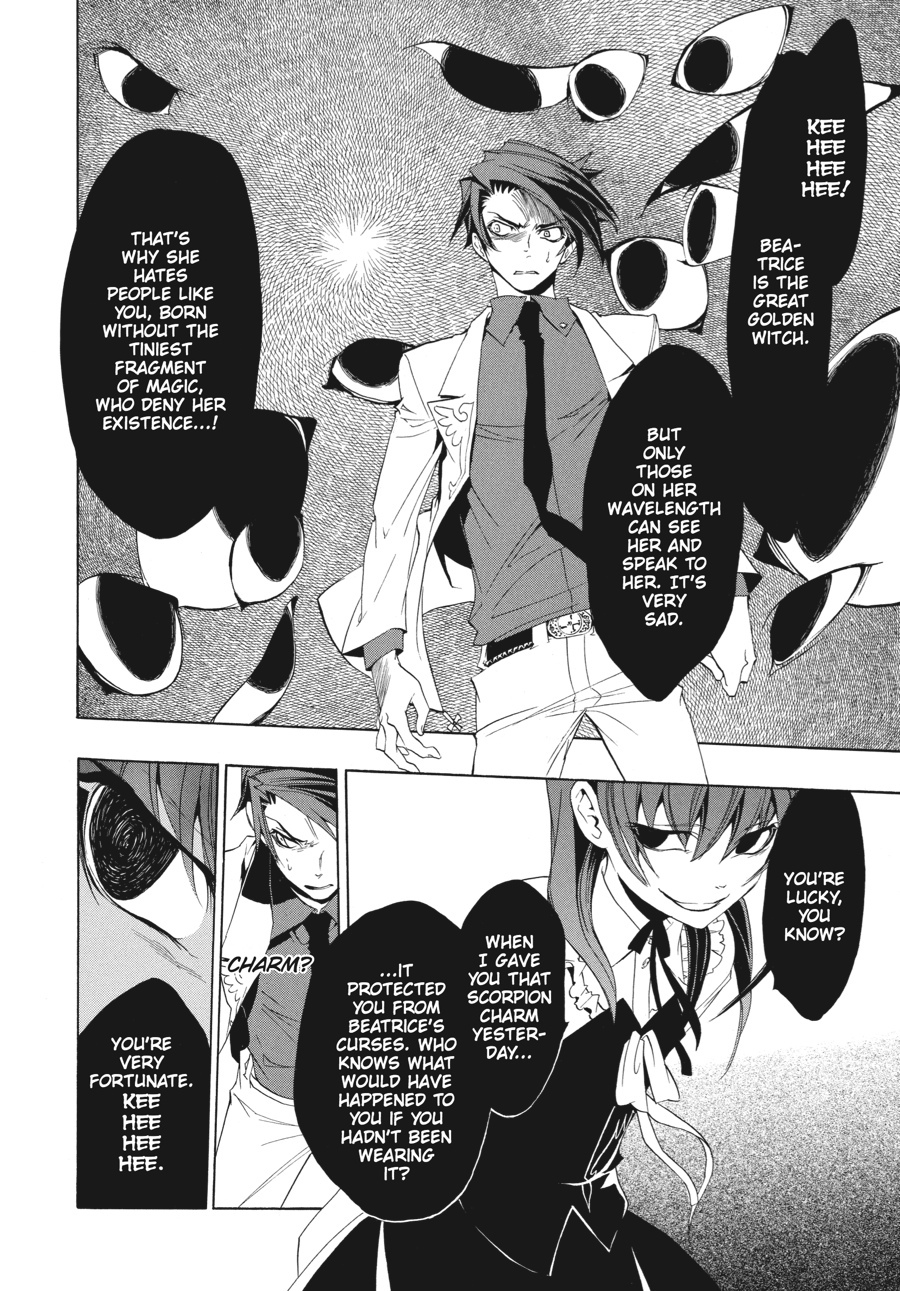 KEE
HEE
HEE
HEE!
BEA-
TRICE
IS THE
GREAT
GOLDEN
WITCH.
BUT
ONLY
THOSE
ON HER
WAVELENGTH
CAN SEE
HER AND
SPEAK TO
HER. IT'S
VERY
SAD.
THAT'S
WHY SHE
HATES
PEOPLE LIKE
YOU, BORN
WITHOUT THE
TINIEST
FRAGMENT
OF MAGIC,
WHO DENY HER
EXISTENCE...!
YOU'RE
LUCKY,
YOU
KNOW?
WHEN
I GAVE
YOU THAT
SCORPION
CHARM
YESTER-
DAY...
...IT
PROTECTED
YOU FROM
BEATRICE'S
CURSES. WHO
KNOWS WHAT
WOULD HAVE
HAPPENED TO
YOU IF YOU
HADN'T BEEN
WEARING
IT?
CHARM?
YOU'RE
VERY
FORTUNATE.
KEE
HEE
HEE
HEE.